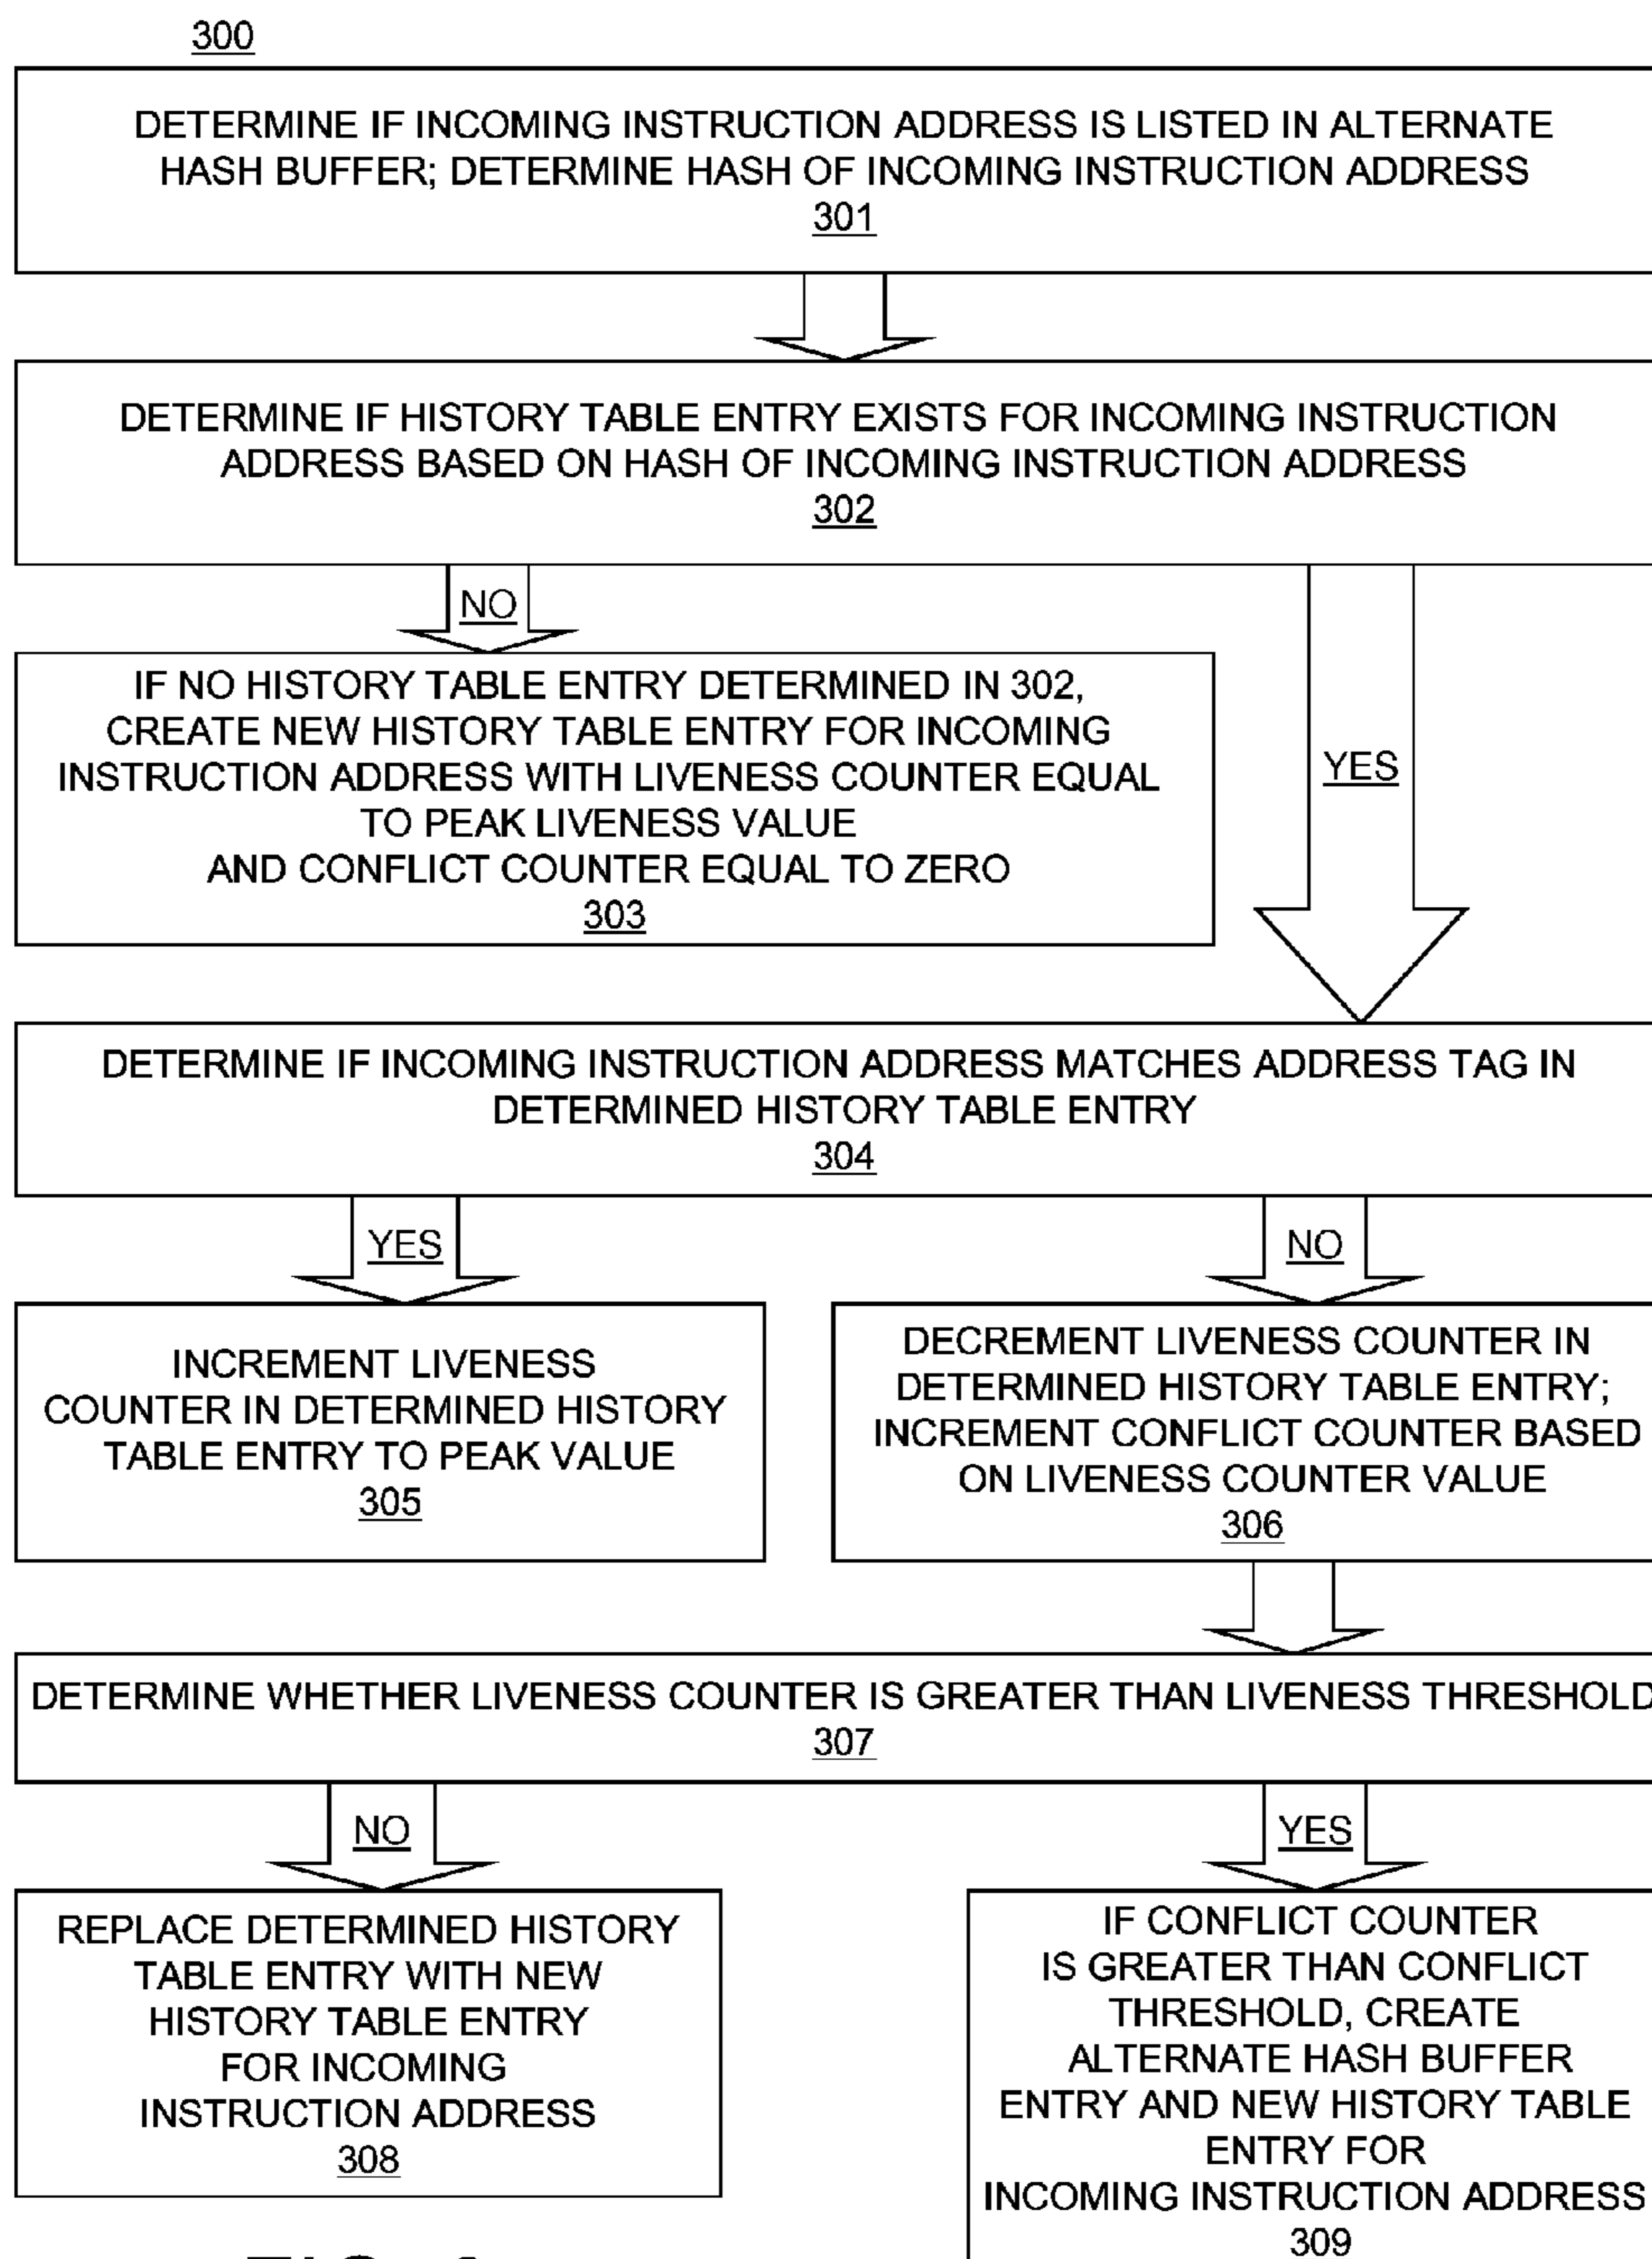 300
DETERMINE IF INCOMING INSTRUCTION ADDRESS IS LISTED IN ALTERNATE
HASH BUFFER; DETERMINE HASH OF INCOMING INSTRUCTION ADDRESS
301
DETERMINE IF HISTORY TABLE ENTRY EXISTS FOR INCOMING INSTRUCTION
ADDRESS BASED ON HASH OF INCOMING INSTRUCTION ADDRESS
302
NO
IF NO HISTORY TABLE ENTRY DETERMINED IN 302,
CREATE NEW HISTORY TABLE ENTRY FOR INCOMING
INSTRUCTION ADDRESS WITH LIVENESS COUNTER EQUAL
TO PEAK LIVENESS VALUE
AND CONFLICT COUNTER EQUAL TO ZERO
303
YES
DETERMINE IF INCOMING INSTRUCTION ADDRESS MATCHES ADDRESS TAG IN
DETERMINED HISTORY TABLE ENTRY
304
YES
NO
INCREMENT LIVENESS
COUNTER IN DETERMINED HISTORY
TABLE ENTRY TO PEAK VALUE
305
DECREMENT LIVENESS COUNTER IN
DETERMINED HISTORY TABLE ENTRY;
INCREMENT CONFLICT COUNTER BASED
ON LIVENESS COUNTER VALUE
306
DETERMINE WHETHER LIVENESS COUNTER IS GREATER THAN LIVENESS THRESHOLD
307
NO
YES
REPLACE DETERMINED HISTORY
TABLE ENTRY WITH NEW
HISTORY TABLE ENTRY
FOR INCOMING
INSTRUCTION ADDRESS
308
IF CONFLICT COUNTER
IS GREATER THAN CONFLICT
THRESHOLD, CREATE
ALTERNATE HASH BUFFER
ENTRY AND NEW HISTORY TABLE
ENTRY FOR
INCOMING INSTRUCTION ADDRESS
309